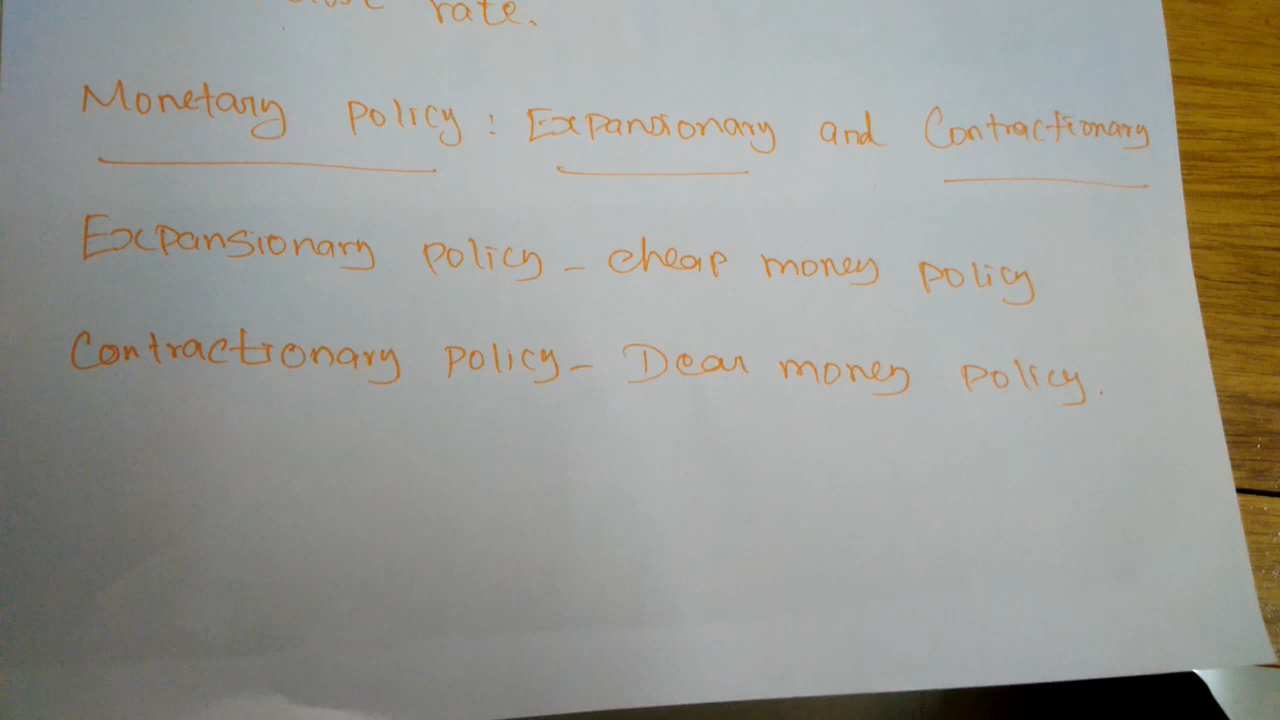 rate.
Monetary policy : Expansionary and Contractionary
Expansionary policy - cheap money policy
Contractionary policy - Dear money policy.